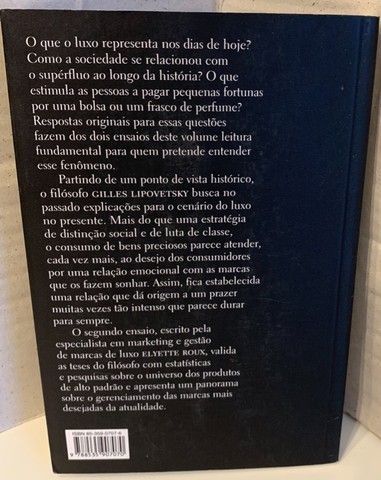 O que o luxo representa nos dias de hoje?
Como a sociedade se relacionou com
o supérfluo ao longo da história? O que
estimula as pessoas a pagar pequenas fortunas
por uma bolsa ou um frasco de perfume?
Respostas originais para essas questões
fazem dos dois ensaios deste volume leitura
fundamental para quem pretende entender
esse fenômeno.
Partindo de um ponto de vista histórico,
o filósofo GILLES LIPOVETSKY busca no
passado explicações para o cenário do luxo
no presente. Mais do que uma estratégia
de distinção social e de luta de classe,
o consumo de bens preciosos parece atender,
cada vez mais, ao desejo dos consumidores
por uma relação emocional com as marcas
que os fazem sonhar. Assim, fica estabelecida
uma relação que dá origem a um prazer
muitas vezes tão intenso que parece durar
para sempre.
O segundo ensaio, escrito pela
especialista em marketing e gestão
de marcas de luxo ELYETTE ROUX, valida
as teses do filósofo com estatísticas
e pesquisas sobre o universo dos produtos
de alto padrão e apresenta um panorama
sobre o gerenciamento das marcas mais
desejadas da atualidade.
ISBN 85-359-0707-6
9 788535 907070